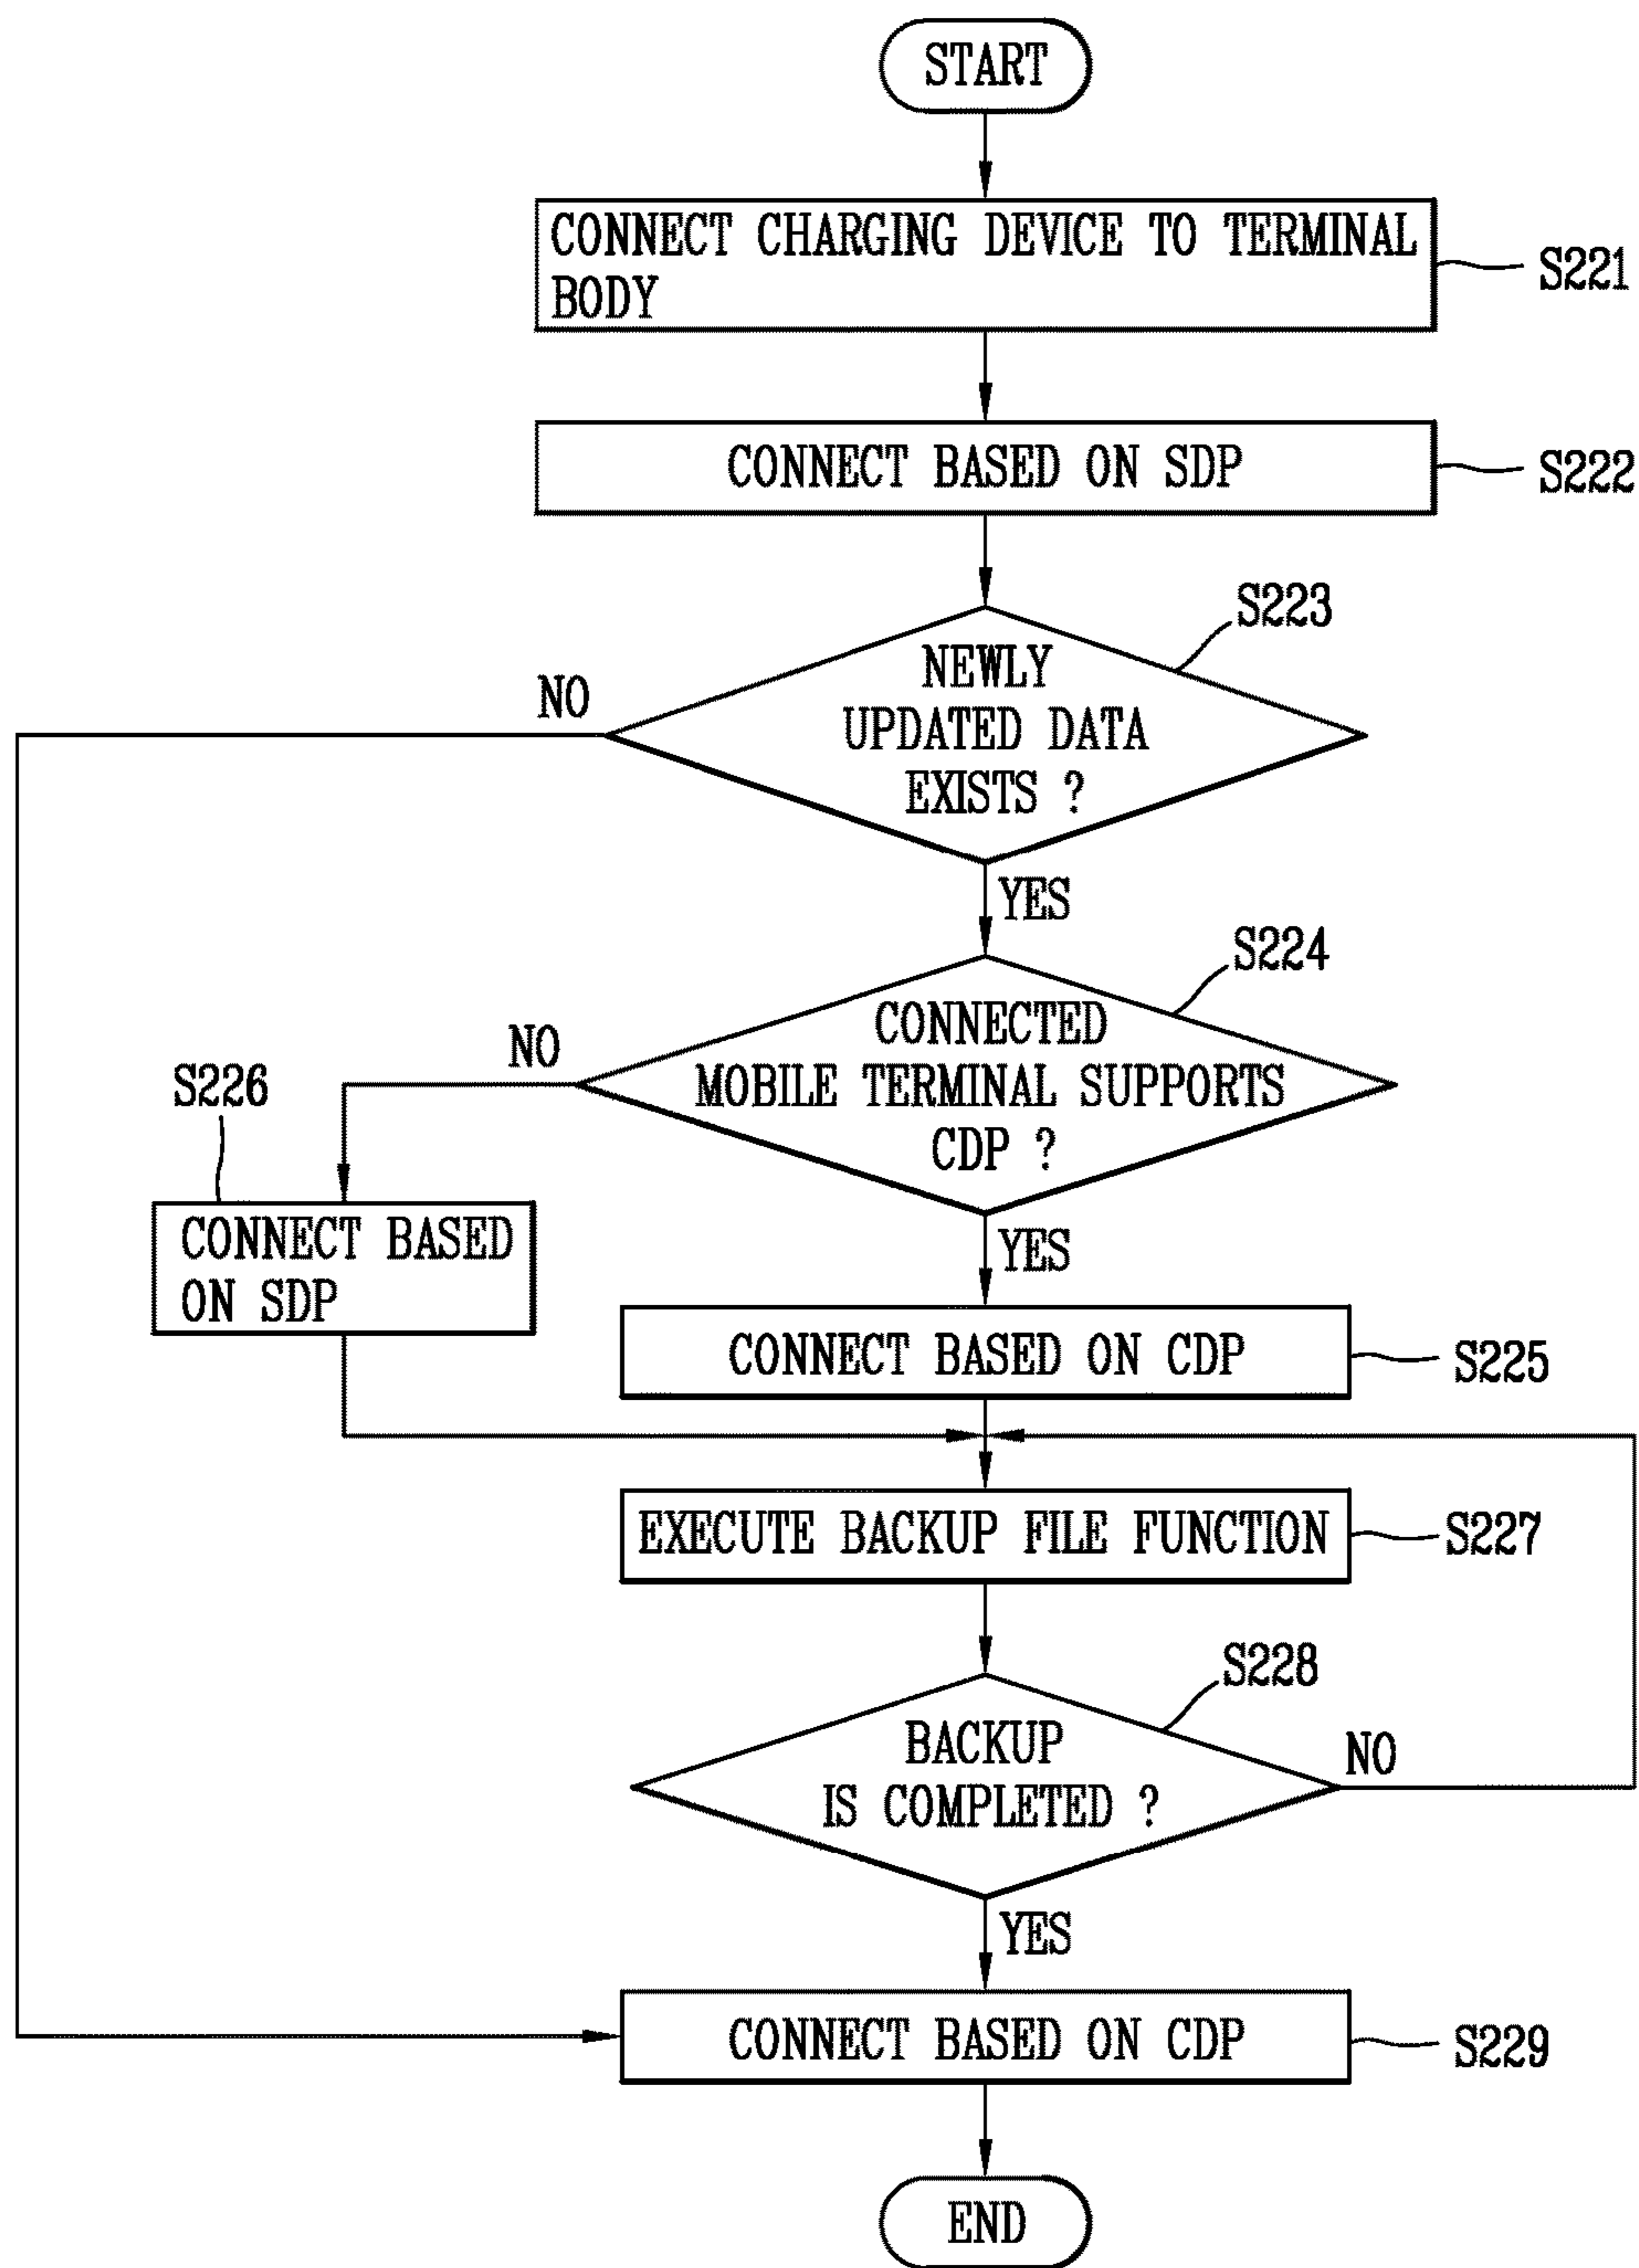 START
CONNECT CHARGING DEVICE TO TERMINAL
BODY
S221
CONNECT BASED ON SDP
S222
S223
NEWLY
UPDATED DATA
EXISTS ?
NO
YES
S224
CONNECTED
MOBILE TERMINAL SUPPORTS
CDP ?
NO
YES
S226
CONNECT BASED
ON SDP
CONNECT BASED ON CDP
S225
EXECUTE BACKUP FILE FUNCTION
S227
S228
BACKUP
IS COMPLETED ?
NO
YES
CONNECT BASED ON CDP
S229
END